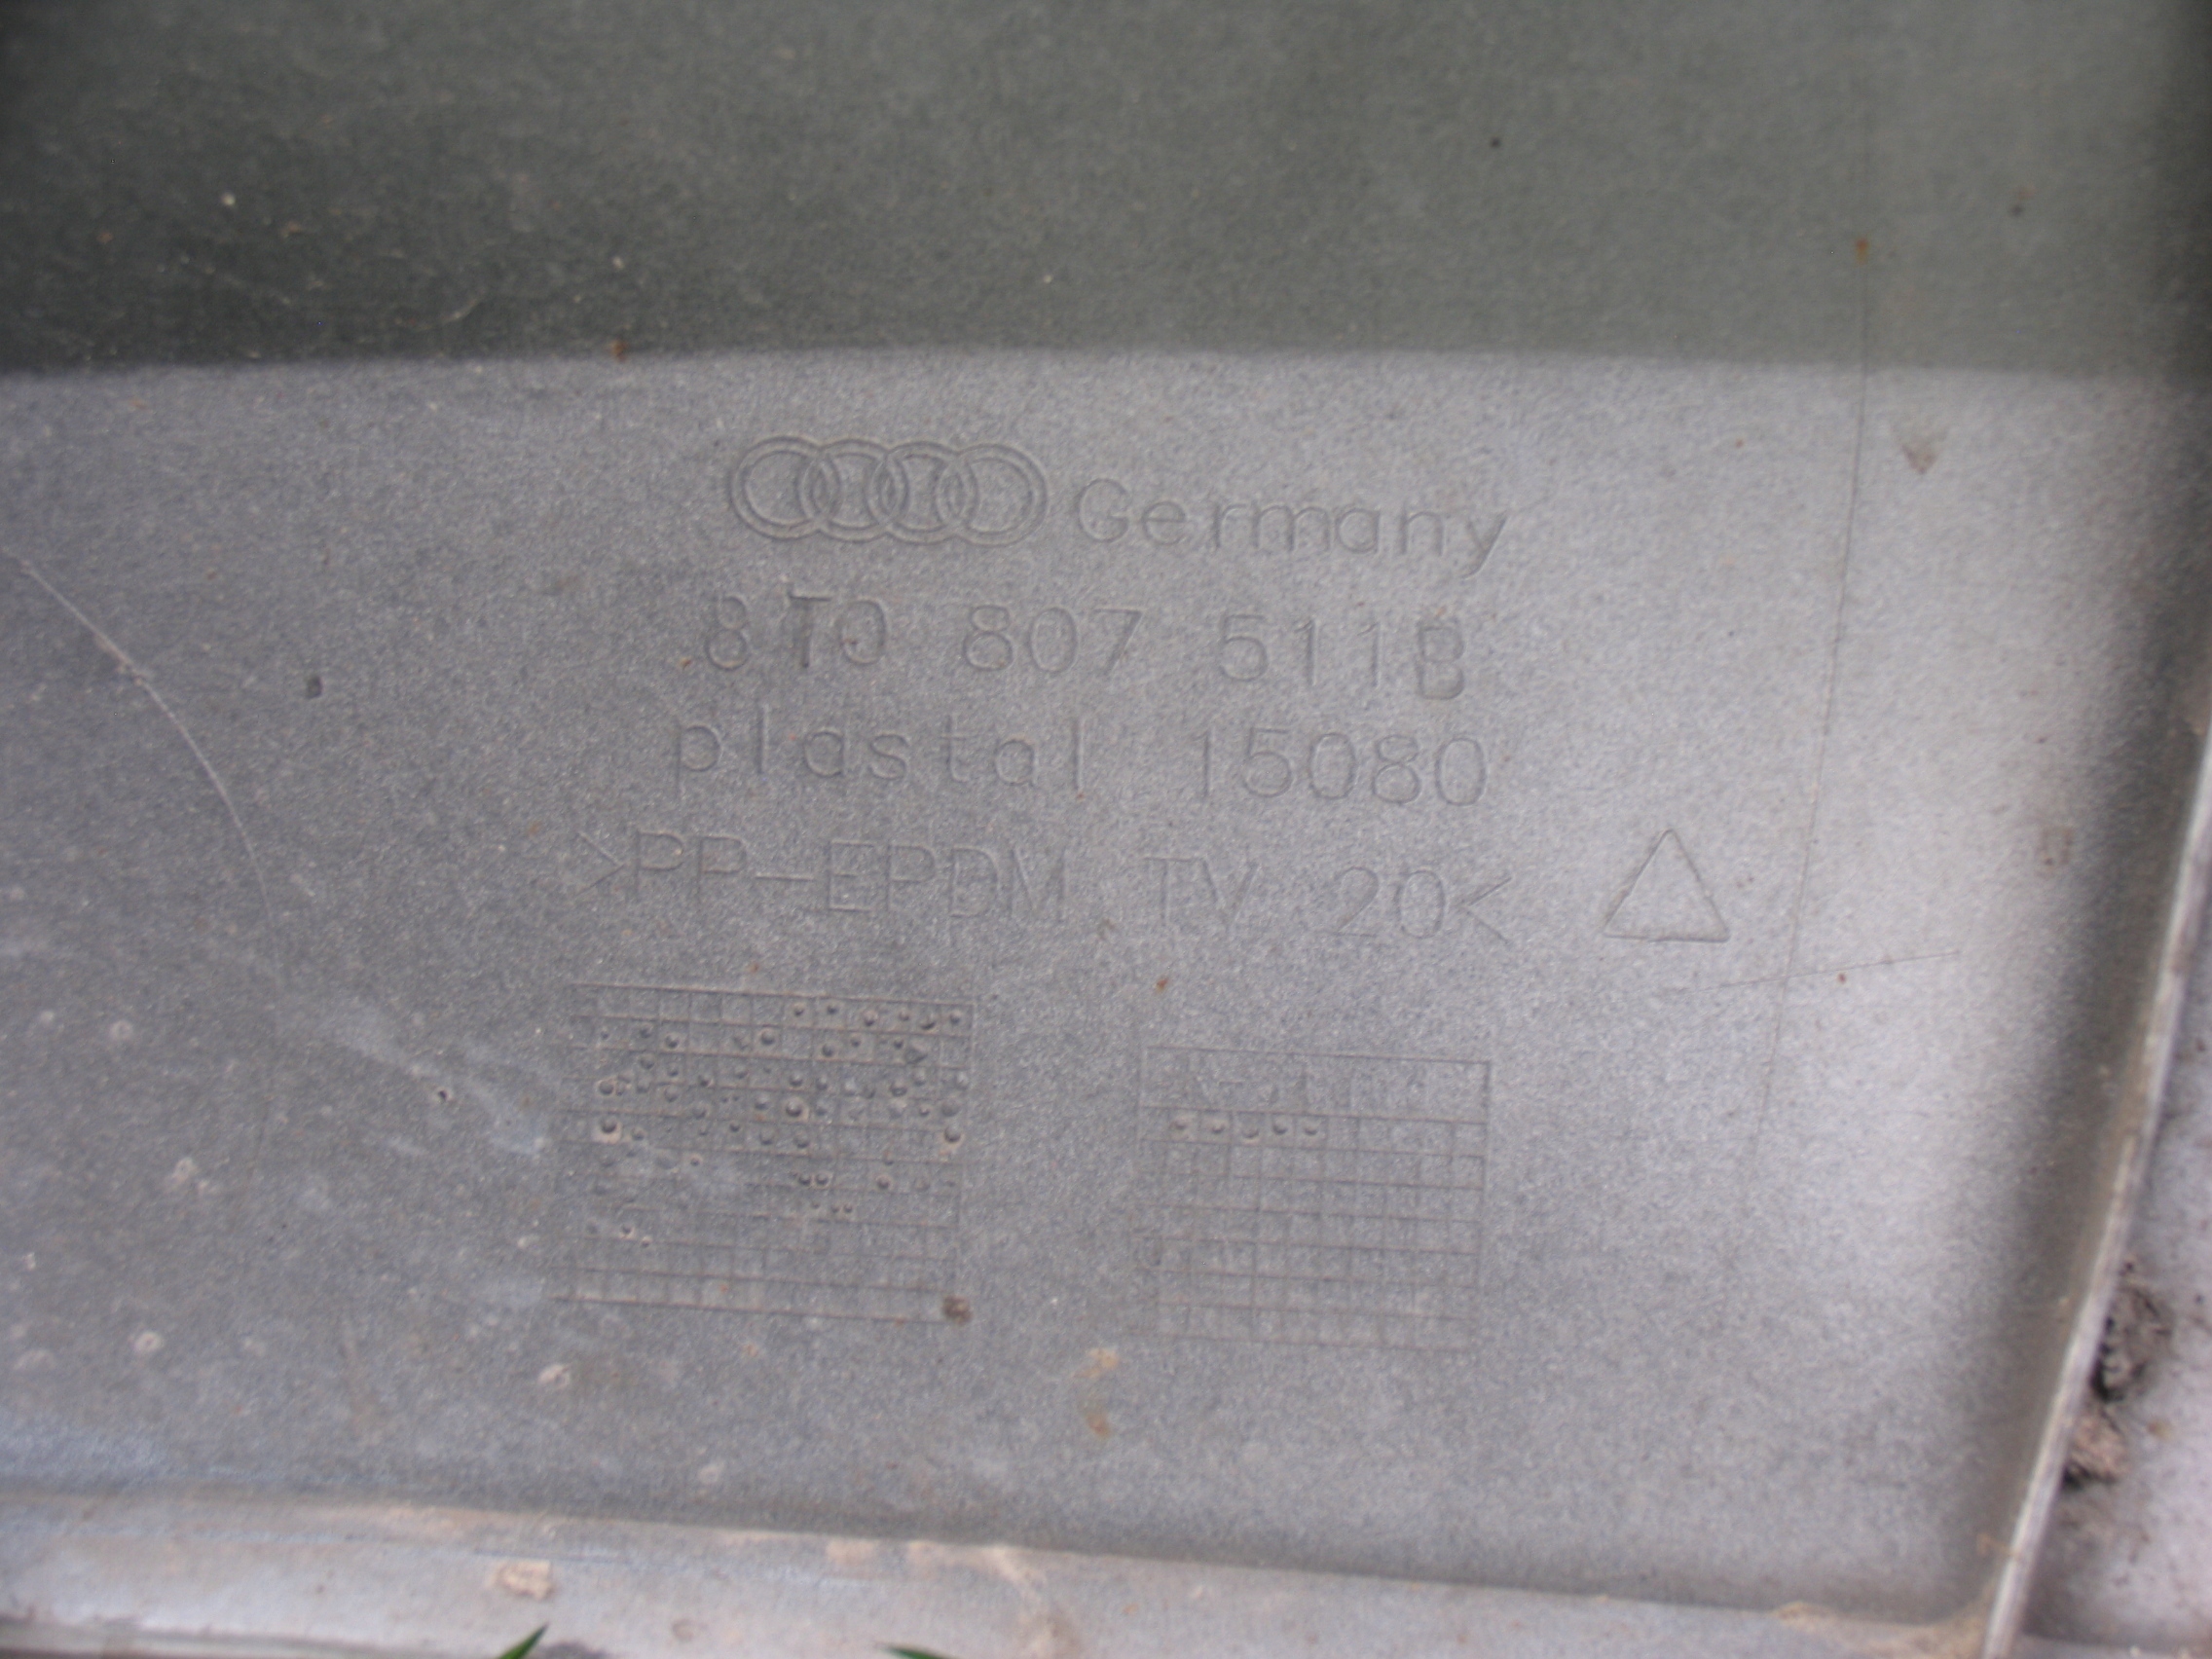 Germany
8T0 807 511B
plastal 15080
>PP-EPDM TV 20<